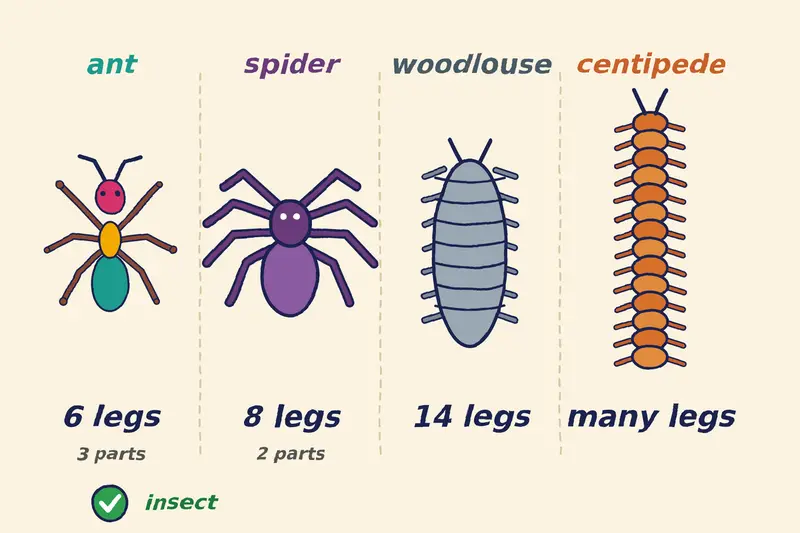 ant
spider
woodlouse
centipede
6 legs
8 legs
14 legs
many legs
3 parts
2 parts
insect